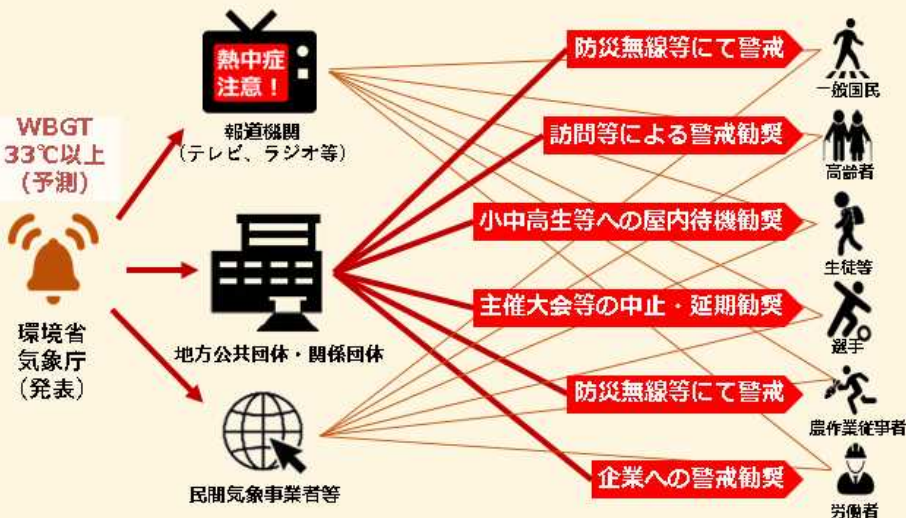 WBGT
33℃以上
(予測)
環境省
気象庁
(発表)
熱中症
注意！
報道機関
(テレビ、ラジオ等)
地方公共団体・関係団体
民間気象事業者等
防災無線等にて警戒
訪問等による警戒勧奨
小中高生等への屋内待機勧奨
主催大会等の中止・延期勧奨
防災無線等にて警戒
企業への警戒勧奨
一般国民
高齢者
生徒等
選手
農作業従事者
労働者